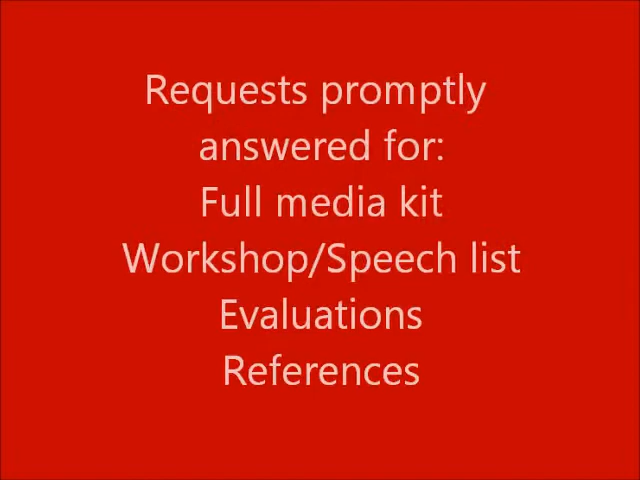 Requests promptly
answered for:
Full media kit
Workshop/Speech list
Evaluations
References